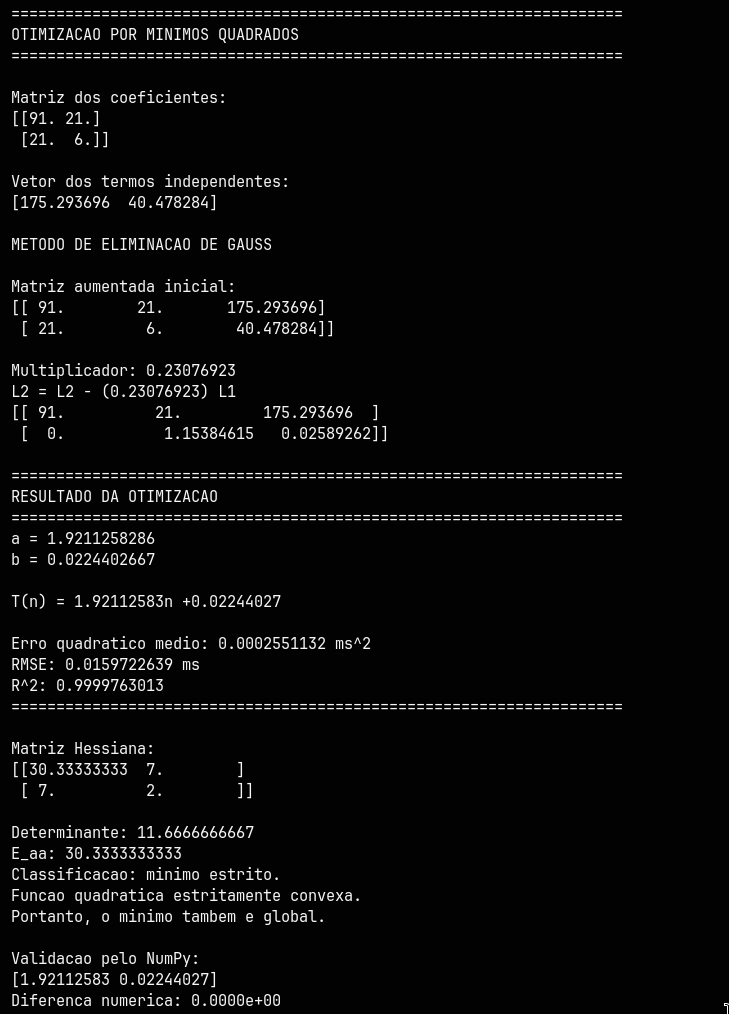 ====================================================================
OTIMIZACAO POR MINIMOS QUADRADOS
====================================================================
Matriz dos coeficientes:
[[91. 21.]
 [21.  6.]]
Vetor dos termos independentes:
[175.293696  40.478284]
METODO DE ELIMINACAO DE GAUSS
Matriz aumentada inicial:
[[ 91.        21.       175.293696]
 [ 21.         6.        40.478284]]
Multiplicador: 0.23076923
L2 = L2 - (0.23076923) L1
[[ 91.          21.         175.293696  ]
 [  0.           1.15384615   0.02589262]]
====================================================================
RESULTADO DA OTIMIZACAO
====================================================================
a = 1.9211258286
b = 0.0224402667
T(n) = 1.92112583n +0.02244027
Erro quadratico medio: 0.0002551132 ms^2
RMSE: 0.0159722639 ms
R^2: 0.9999763013
====================================================================
Matriz Hessiana:
[[30.33333333  7.        ]
 [ 7.          2.        ]]
Determinante: 11.6666666667
E_aa: 30.3333333333
Classificacao: minimo estrito.
Funcao quadratica estritamente convexa.
Portanto, o minimo tambem e global.
Validacao pelo NumPy:
[1.92112583 0.02244027]
Diferenca numerica: 0.0000e+00